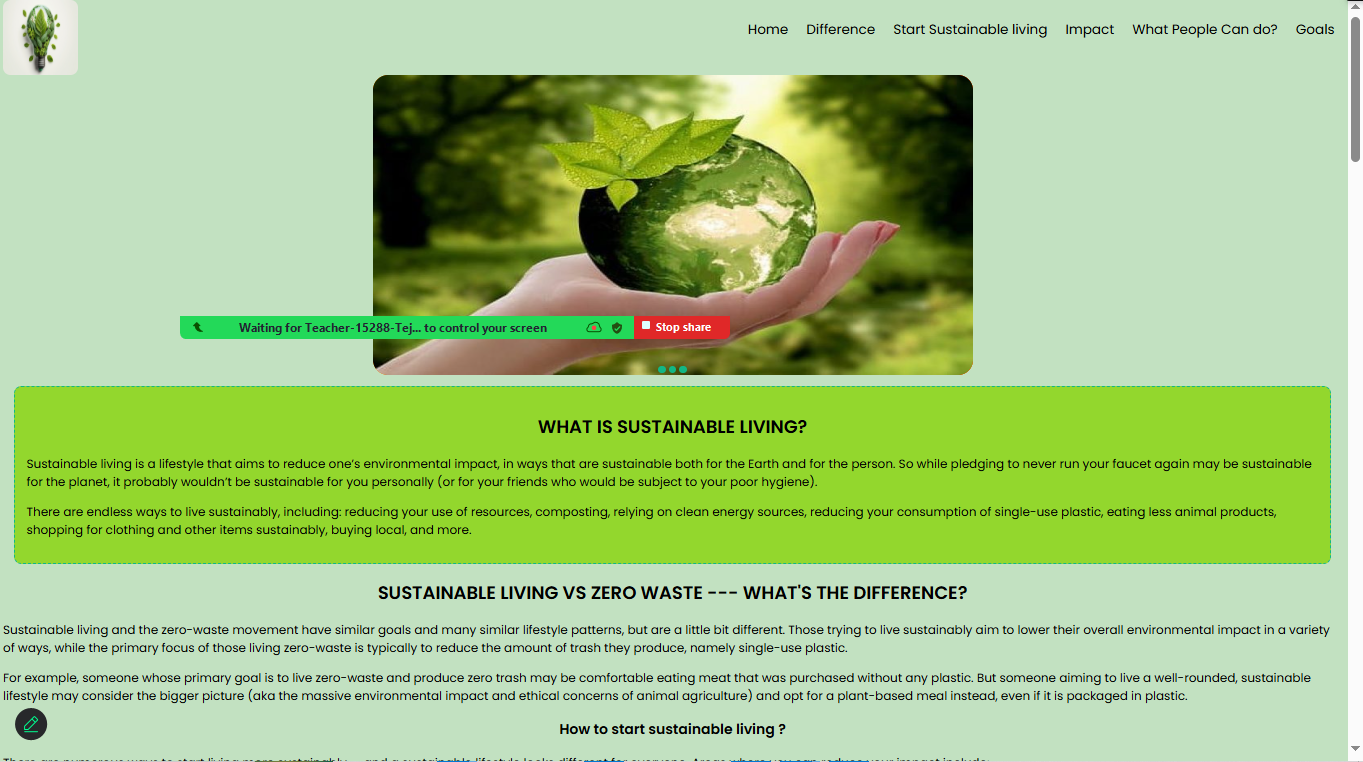 Home Difference Start Sustainable living Impact What People Can do? Goals
Waiting for Teacher-15288-Tej... to control your screen Stop share
WHAT IS SUSTAINABLE LIVING?
Sustainable living is a lifestyle that aims to reduce one’s environmental impact, in ways that are sustainable both for the Earth and for the person. So while pledging to never run your faucet again may be sustainable
for the planet, it probably wouldn’t be sustainable for you personally (or for your friends who would be subject to your poor hygiene).
There are endless ways to live sustainably, including: reducing your use of resources, composting, relying on clean energy sources, reducing your consumption of single-use plastic, eating less animal products,
shopping for clothing and other items sustainably, buying local, and more.
SUSTAINABLE LIVING VS ZERO WASTE --- WHAT'S THE DIFFERENCE?
Sustainable living and the zero-waste movement have similar goals and many similar lifestyle patterns, but are a little bit different. Those trying to live sustainably aim to lower their overall environmental impact in a variety
of ways, while the primary focus of those living zero-waste is typically to reduce the amount of trash they produce, namely single-use plastic.
For example, someone whose primary goal is to live zero-waste and produce zero trash may be comfortable eating meat that was purchased without any plastic. But someone aiming to live a well-rounded, sustainable
lifestyle may consider the bigger picture (aka the massive environmental impact and ethical concerns of animal agriculture) and opt for a plant-based meal instead, even if it is packaged in plastic.
How to start sustainable living ?